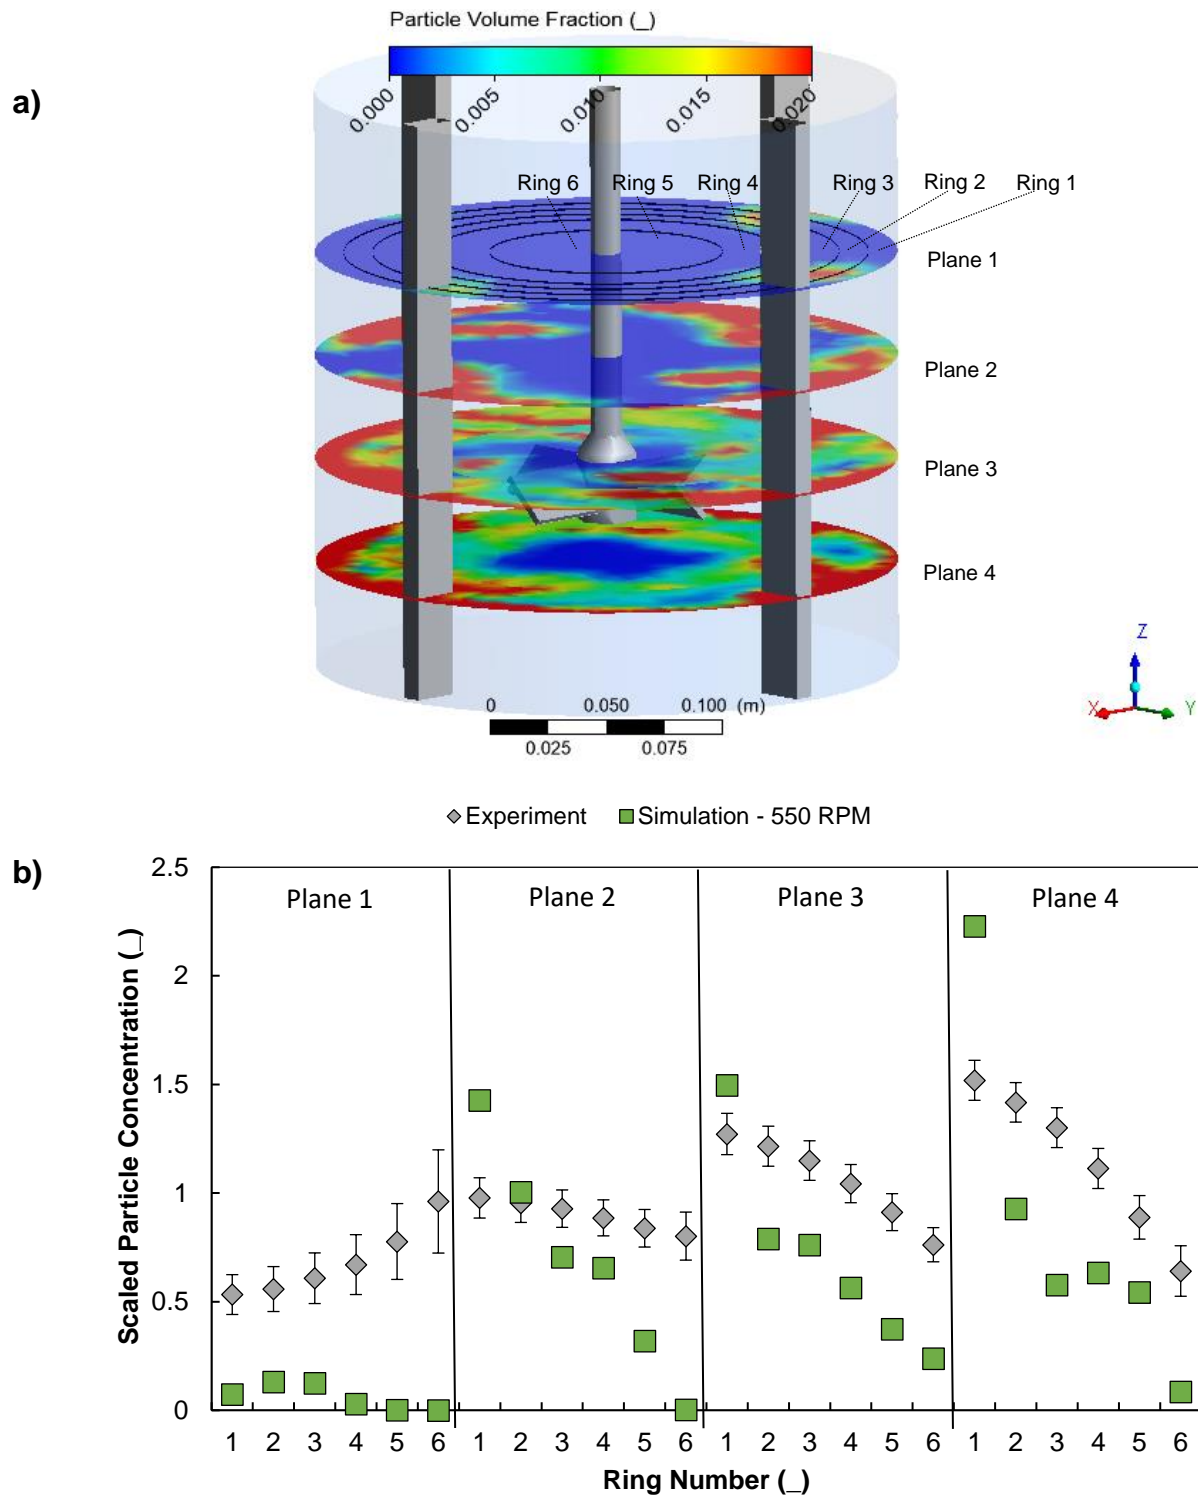 Particle Volume Fraction (_)
a)
0.000 0.005 0.010 0.015 0.020
Ring 6 Ring 5 Ring 4 Ring 3 Ring 2 Ring 1
Plane 1
Plane 2
Plane 3
Plane 4
Z
X Y
0 0.050 0.100 (m)
0.025 0.075
Experiment Simulation - 550 RPM
b)
Scaled Particle Concentration (_)
2.5
2
1.5
1
0.5
0
Plane 1 Plane 2 Plane 3 Plane 4
1 2 3 4 5 6 1 2 3 4 5 6 1 2 3 4 5 6 1 2 3 4 5 6
Ring Number (_)